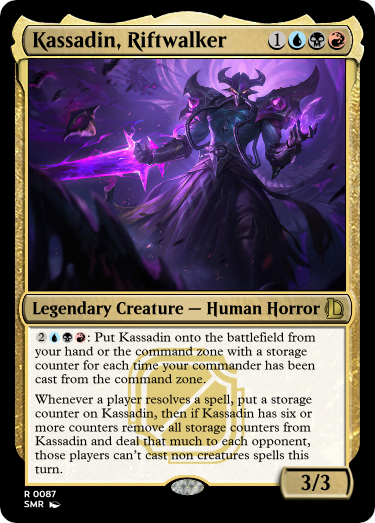 Kassadin, Riftwalker 1
Legendary Creature — Human Horror
2: Put Kassadin onto the battlefield from
your hand or the command zone with a storage
counter for each time your commander has been
cast from the command zone.
Whenever a player resolves a spell, put a storage
counter on Kassadin, then if Kassadin has six or
more counters remove all storage counters from
Kassadin and deal that much to each opponent,
those players can't cast non creatures spells this
turn.
3/3
R 0087
SMR